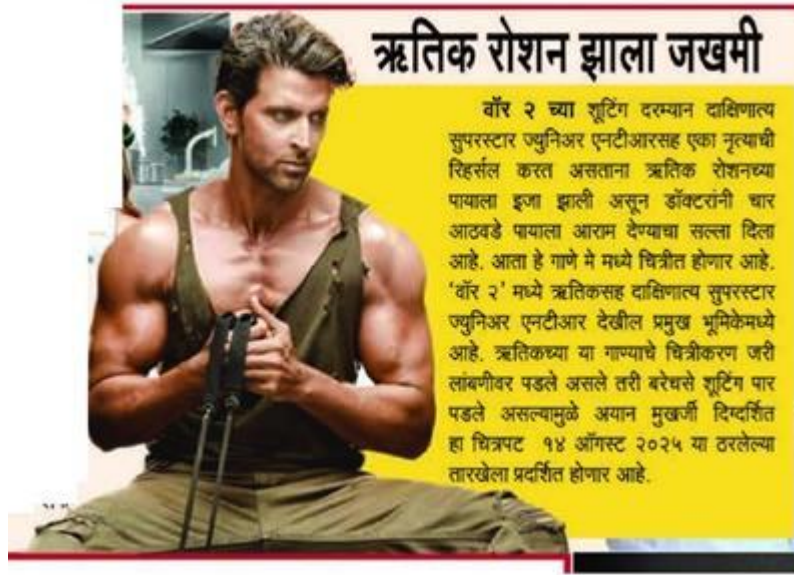 ऋतिक रोशन झाला जखमी
वॉर २ च्या शूटिंग दरम्यान दाक्षिणात्य
सुपरस्टार ज्युनिअर एनटीआरसह एका नृत्याची
रिहर्सल करत असताना ऋतिक रोशनच्या
पायाला इजा झाली असून डॉक्टरांनी चार
आठवडे पायाला आराम देण्याचा सल्ला दिला
आहे. आता हे गाणे मे मध्ये चित्रीत होणार आहे.
‘वॉर २’ मध्ये ऋतिकसह दाक्षिणात्य सुपरस्टार
ज्युनिअर एनटीआर देखील प्रमुख भूमिकेमध्ये
आहे. ऋतिकच्या या गाण्याचे चित्रीकरण जरी
लांबणीवर पडले असले तरी बरेचसे शूटिंग पार
पडले असल्यामुळे अयान मुखर्जी दिग्दर्शित
हा चित्रपट १४ ऑगस्ट २०२५ या ठरलेल्या
तारखेला प्रदर्शित होणार आहे.